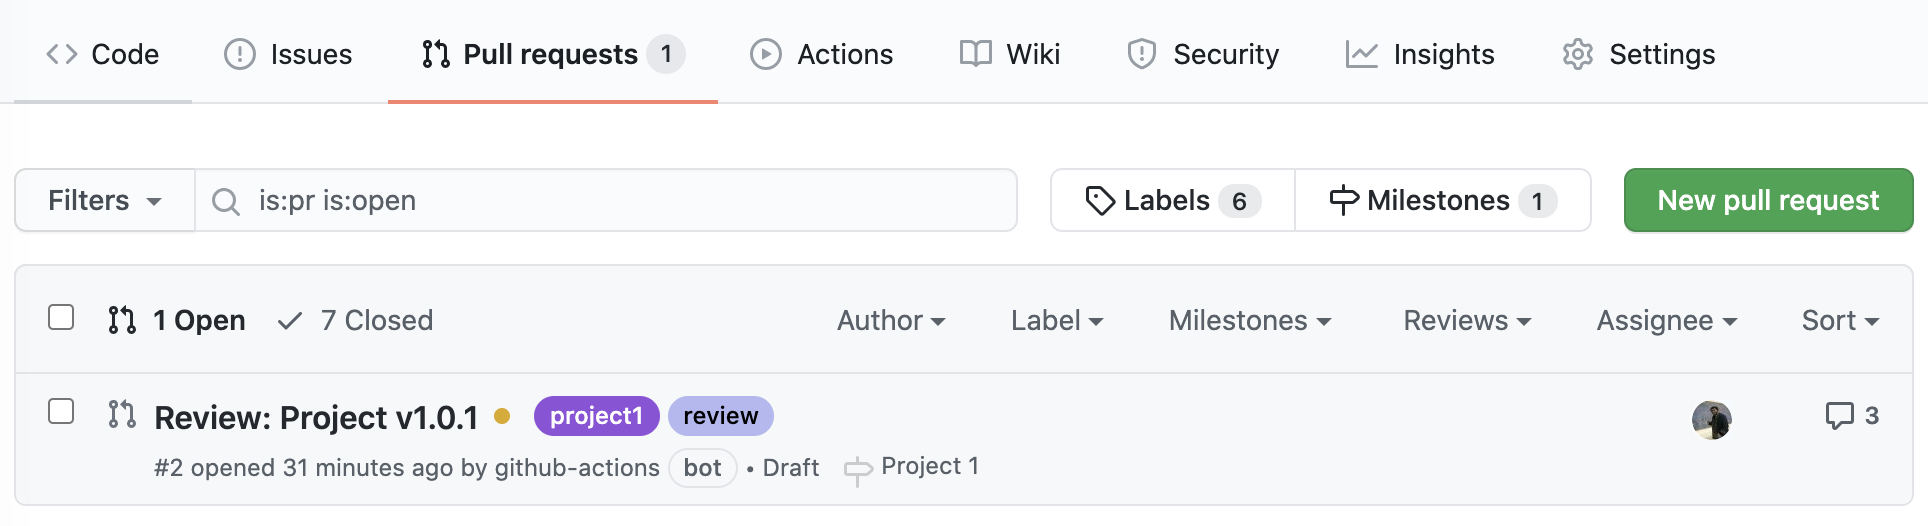 Code Issues Pull requests 1 Actions Wiki Security Insights Settings
Filters is:pr is:open Labels 6 Milestones 1 New pull request
1 Open 7 Closed Author Label Milestones Reviews Assignee Sort
Review: Project v1.0.1 project1 review 3
#2 opened 31 minutes ago by github-actions bot • Draft Project 1